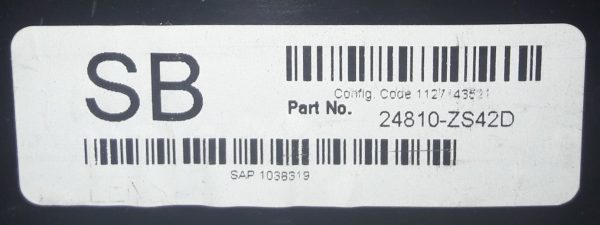 SB
Config. Code
Part No. 24810-ZS42D
SAP 1038319